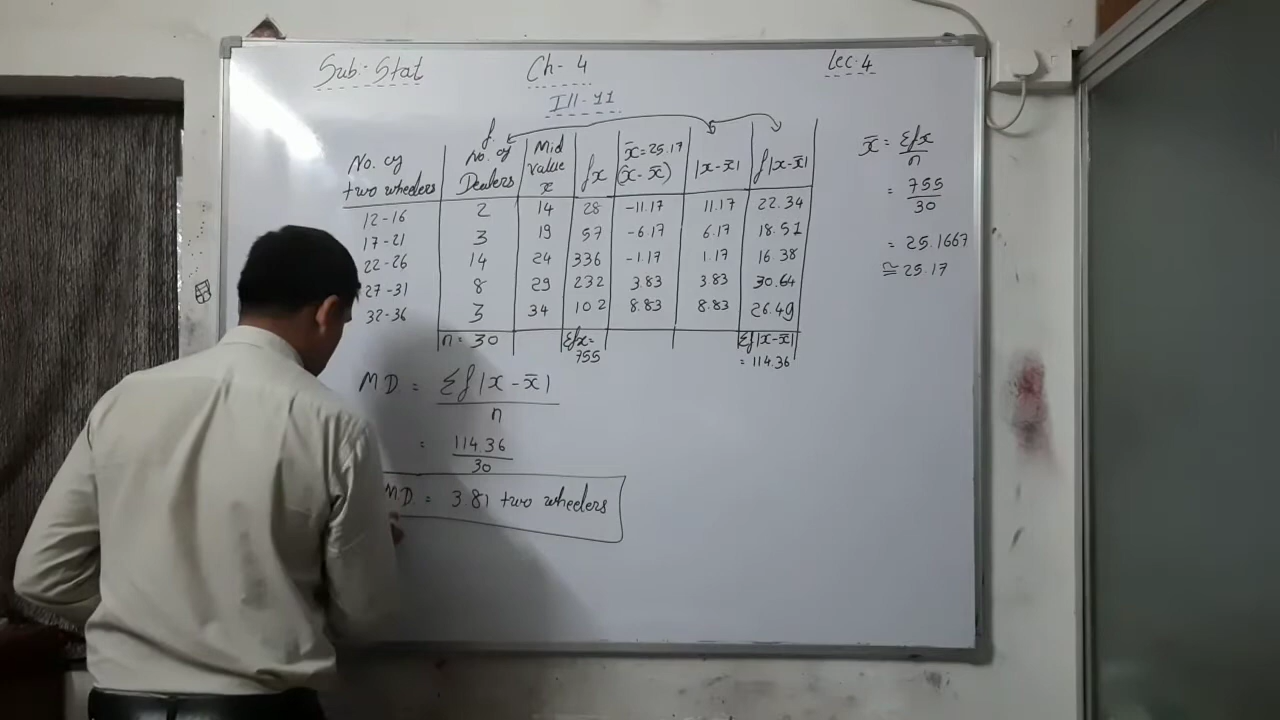 Sub:- Stat Ch- 4 Lec. 4
Ill-11
f
No. of two wheelers | No. of Dealers | Mid value x | fx | x̄=25.17 (x-x̄) | |x-x̄| | f|x-x̄|
12-16 2 14 28 -11.17 11.17 22.34
17-21 3 19 57 -6.17 6.17 18.51
22-26 14 24 336 -1.17 1.17 16.38
27-31 8 29 232 3.83 3.83 30.64
32-36 3 34 102 8.83 8.83 26.49
n = 30 Σfx= 755 Σf|x-x̄| = 114.36
M.D. = Σf|x-x̄| / n
= 114.36 / 30
M.D. = 3.81 two wheelers
x̄ = Σfx / n
= 755 / 30
= 25.1667
≅ 25.17